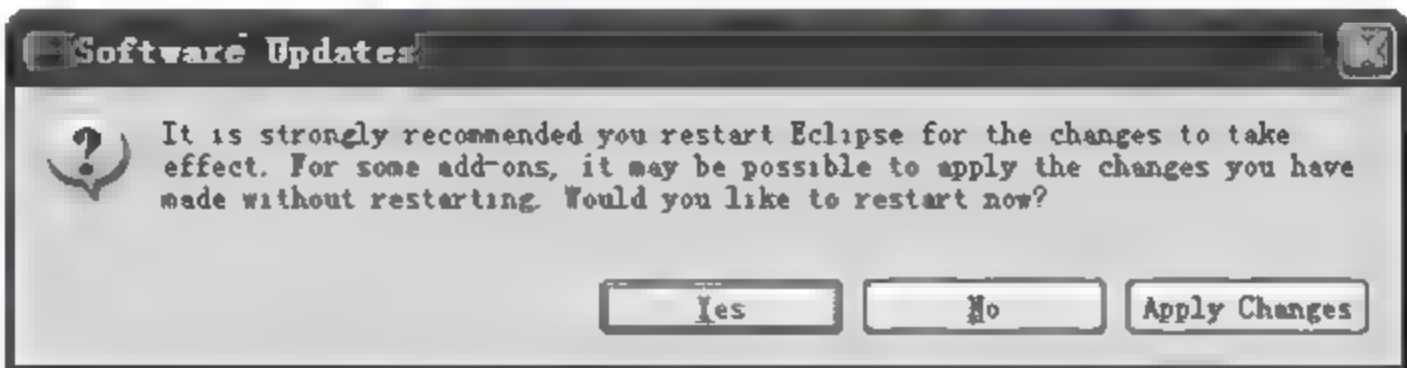 Software Updates
It is strongly recommended you restart Eclipse for the changes to take
effect. For some add-ons, it may be possible to apply the changes you have
made without restarting. Would you like to restart now?
Yes No Apply Changes